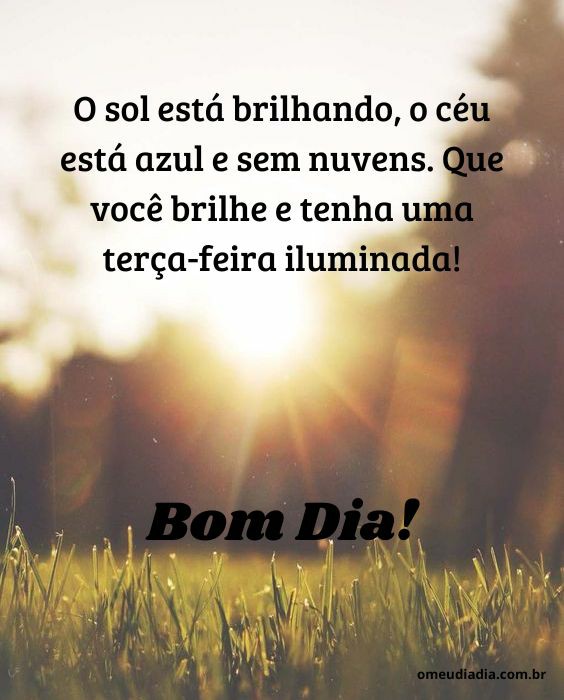 O sol está brilhando, o céu
está azul e sem nuvens. Que
você brilhe e tenha uma
terça-feira iluminada!
Bom Dia!
omeudiadia.com.br